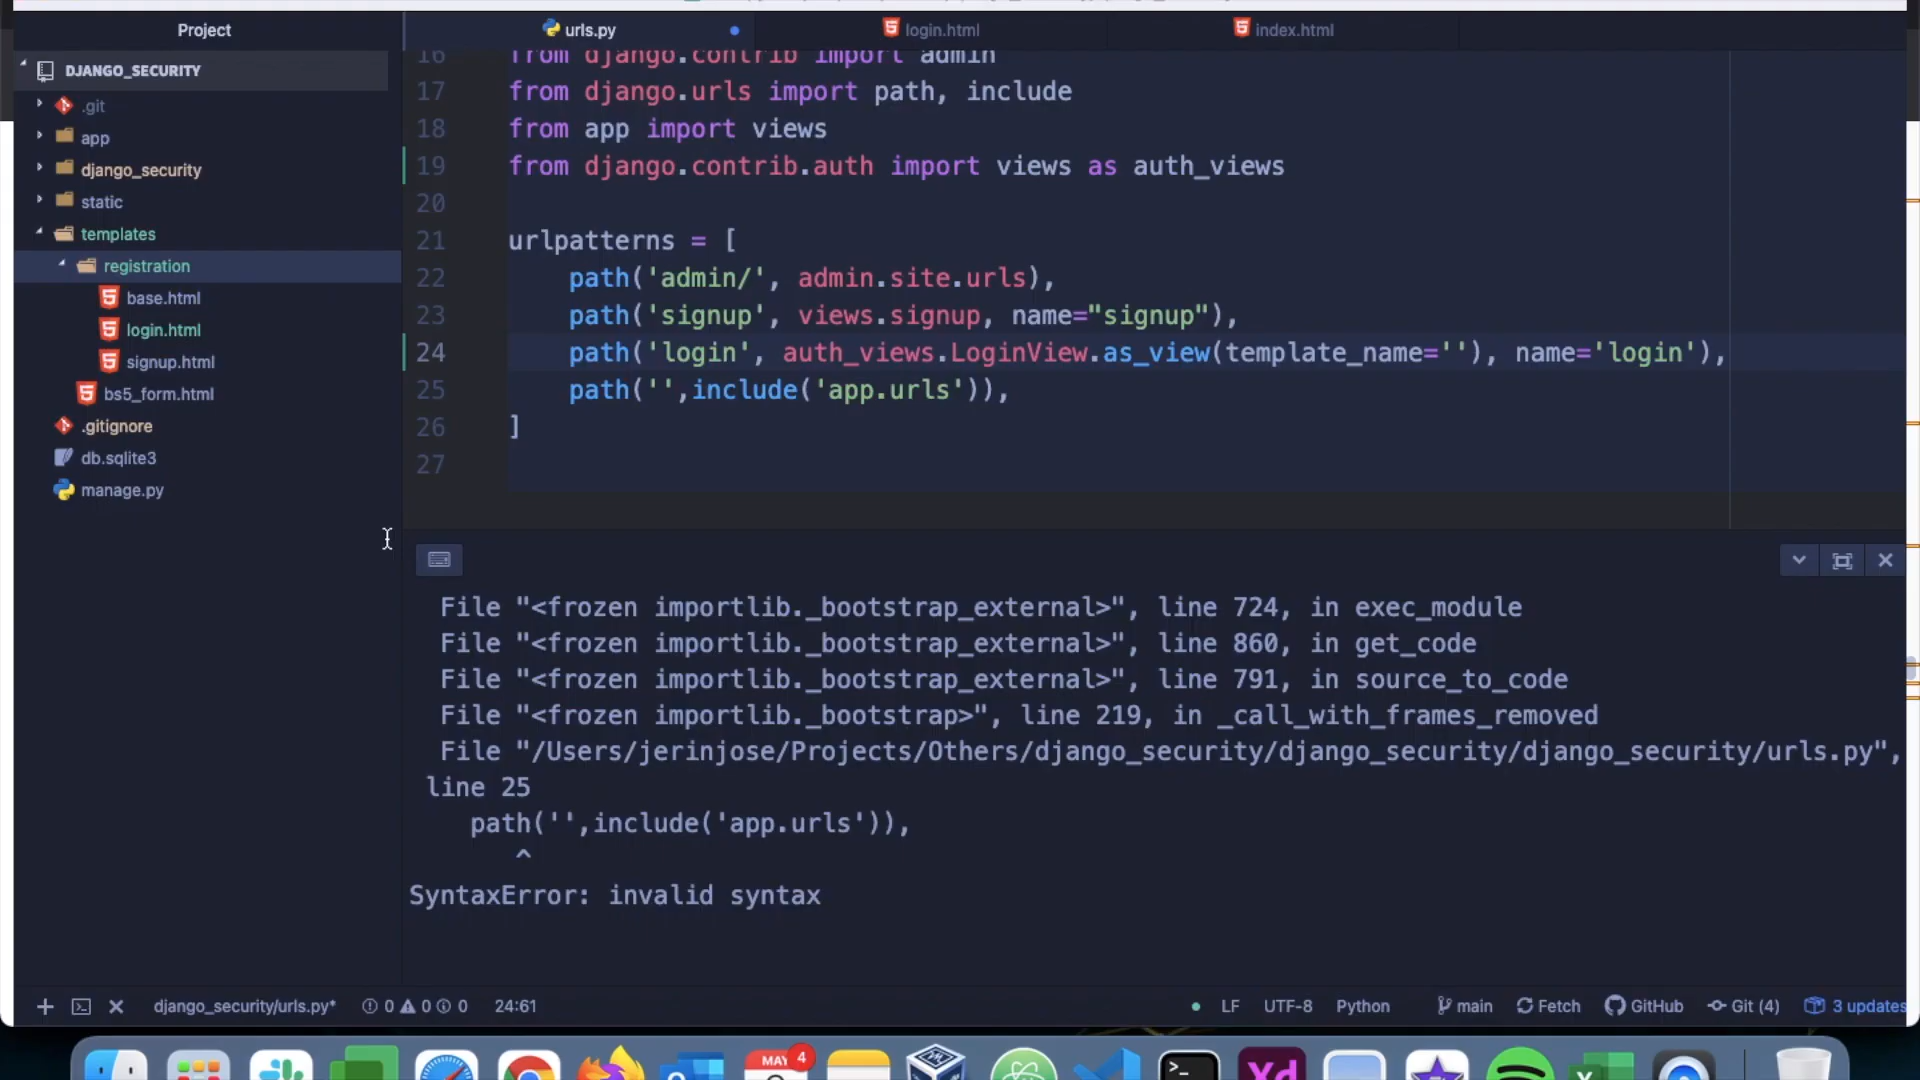 Project
urls.py
login.html
index.html
DJANGO_SECURITY
.git
app
django_security
static
templates
registration
base.html
login.html
signup.html
bs5_form.html
.gitignore
db.sqlite3
manage.py
16 from django.contrib import admin
17 from django.urls import path, include
18 from app import views
19 from django.contrib.auth import views as auth_views
20
21 urlpatterns = [
22 path('admin/', admin.site.urls),
23 path('signup', views.signup, name="signup"),
24 path('login', auth_views.LoginView.as_view(template_name=''), name='login'),
25 path('',include('app.urls')),
26 ]
27
File "<frozen importlib._bootstrap_external>", line 724, in exec_module
File "<frozen importlib._bootstrap_external>", line 860, in get_code
File "<frozen importlib._bootstrap_external>", line 791, in source_to_code
File "<frozen importlib._bootstrap>", line 219, in _call_with_frames_removed
File "/Users/jerinjose/Projects/Others/django_security/django_security/django_security/urls.py",
line 25
path('',include('app.urls')),
^
SyntaxError: invalid syntax
django_security/urls.py* 0 0 0 24:61 LF UTF-8 Python main Fetch GitHub Git (4) 3 updates
MAY 4
Xd